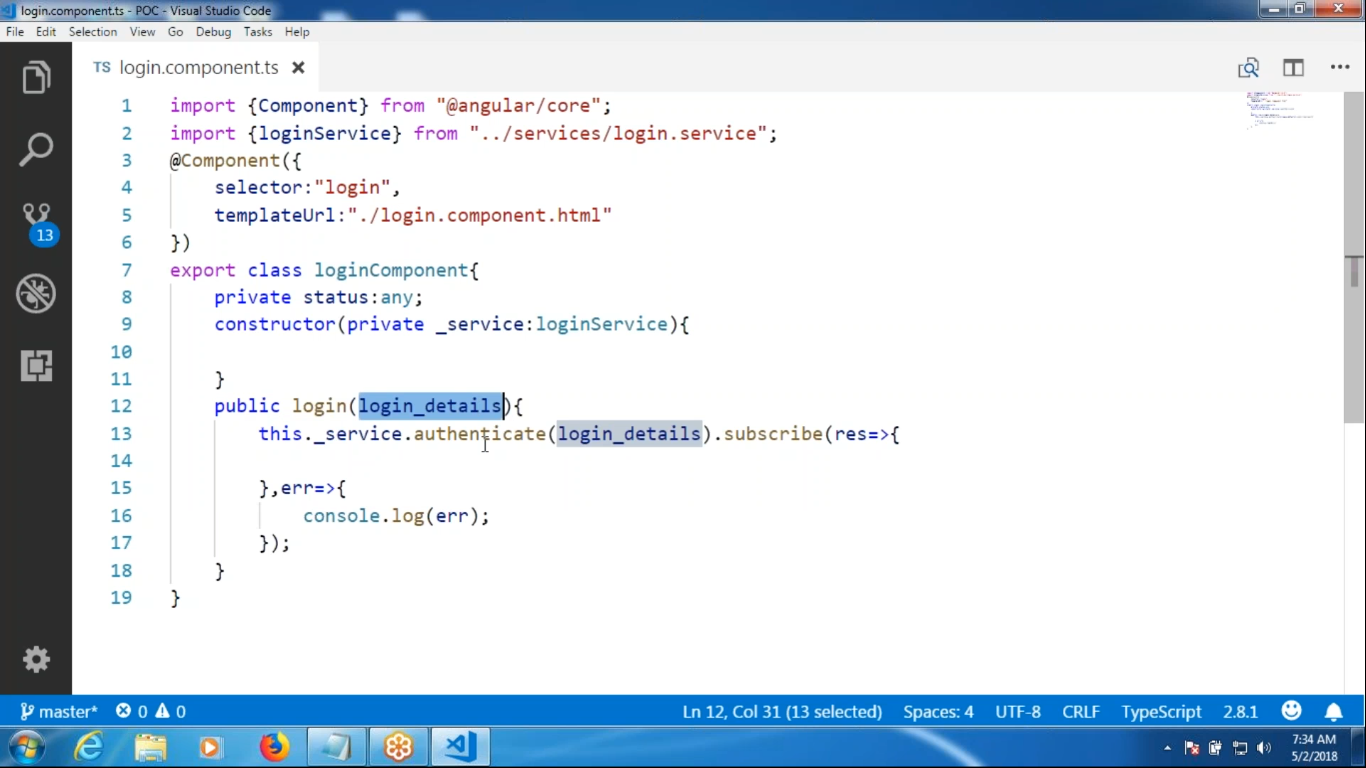 login.component.ts - POC - Visual Studio Code
File Edit Selection View Go Debug Tasks Help
TS login.component.ts
1 import {Component} from "@angular/core";
2 import {loginService} from "../services/login.service";
3 @Component({
4 selector:"login",
5 templateUrl:"./login.component.html"
6 })
7 export class loginComponent{
8 private status:any;
9 constructor(private _service:loginService){
10
11 }
12 public login(login_details){
13 this._service.authenticate(login_details).subscribe(res=>{
14
15 },err=>{
16 console.log(err);
17 });
18 }
19 }
13
master* 0 0 Ln 12, Col 31 (13 selected) Spaces: 4 UTF-8 CRLF TypeScript 2.8.1
7:34 AM
5/2/2018